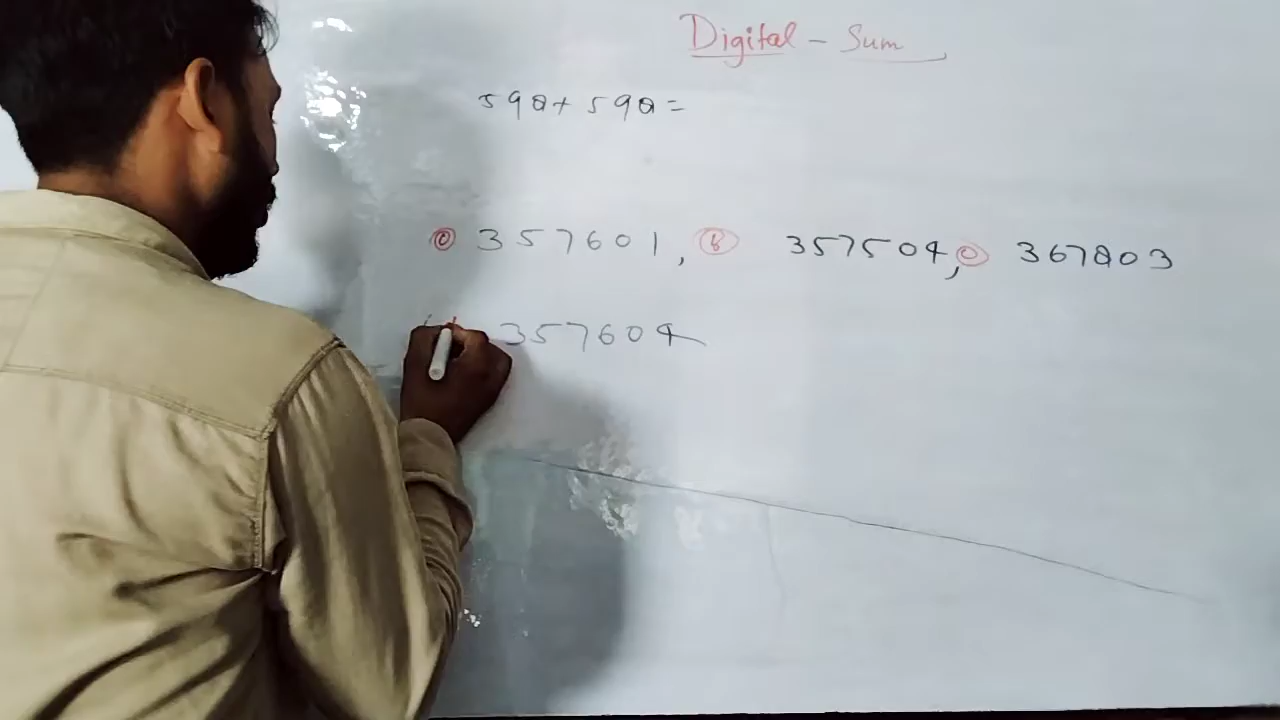 Digital - Sum
598 + 598 =
357601, (b) 357504, (c) 367803
357604